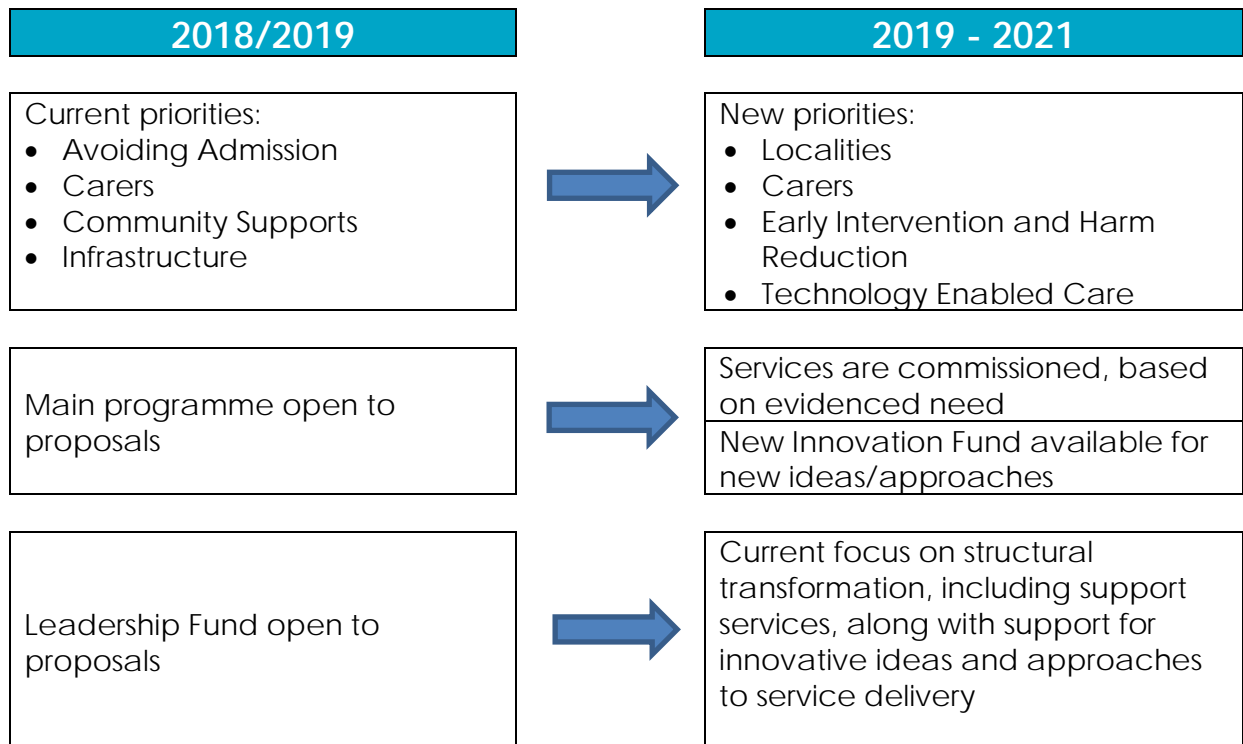 2018/2019
2019 - 2021
Current priorities:
• Avoiding Admission
• Carers
• Community Supports
• Infrastructure
New priorities:
• Localities
• Carers
• Early Intervention and Harm
Reduction
• Technology Enabled Care
Main programme open to
proposals
Services are commissioned, based
on evidenced need
New Innovation Fund available for
new ideas/approaches
Leadership Fund open to
proposals
Current focus on structural
transformation, including support
services, along with support for
innovative ideas and approaches
to service delivery